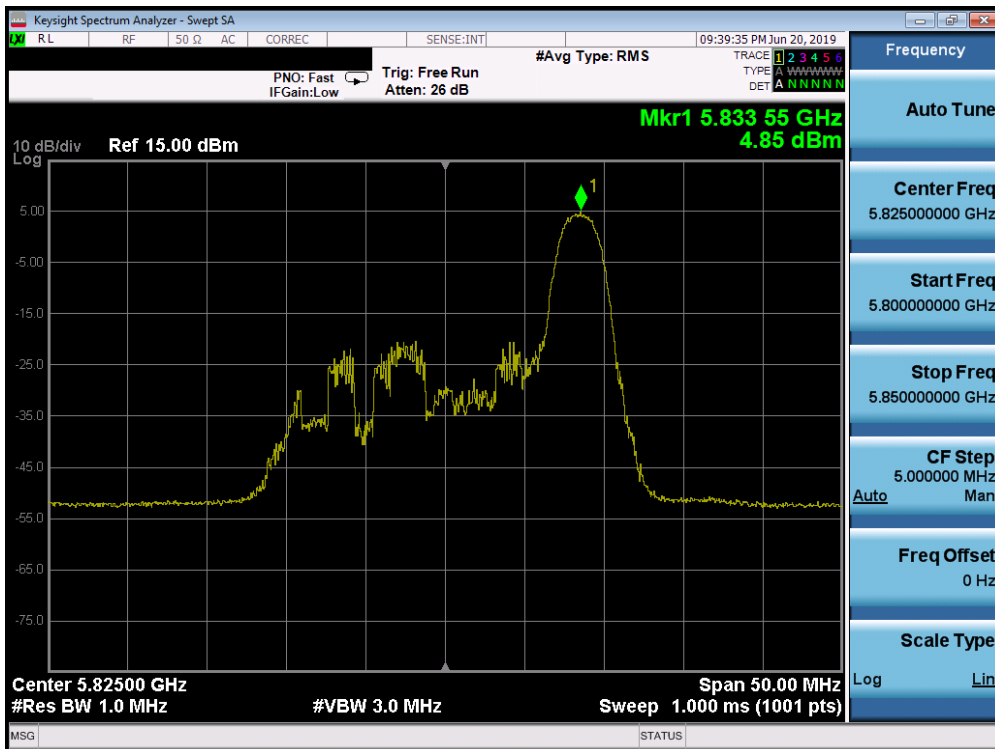 Keysight Spectrum Analyzer - Swept SA
LXI RL RF 50 Ω AC CORREC SENSE:INT 09:39:35 PM Jun 20, 2019
#Avg Type: RMS
TRACE 1 2 3 4 5 6
TYPE A WWWWWW
DET A N N N N N
PNO: Fast
IFGain:Low
Trig: Free Run
Atten: 26 dB
Mkr1 5.833 55 GHz
4.85 dBm
10 dB/div
Log
Ref 15.00 dBm
1
5.00
-5.00
-15.0
-25.0
-35.0
-45.0
-55.0
-65.0
-75.0
Center 5.82500 GHz
#Res BW 1.0 MHz
#VBW 3.0 MHz
Span 50.00 MHz
Sweep 1.000 ms (1001 pts)
MSG
STATUS
Frequency
Auto Tune
Center Freq
5.825000000 GHz
Start Freq
5.800000000 GHz
Stop Freq
5.850000000 GHz
CF Step
5.000000 MHz
Auto Man
Freq Offset
0 Hz
Scale Type
Log Lin